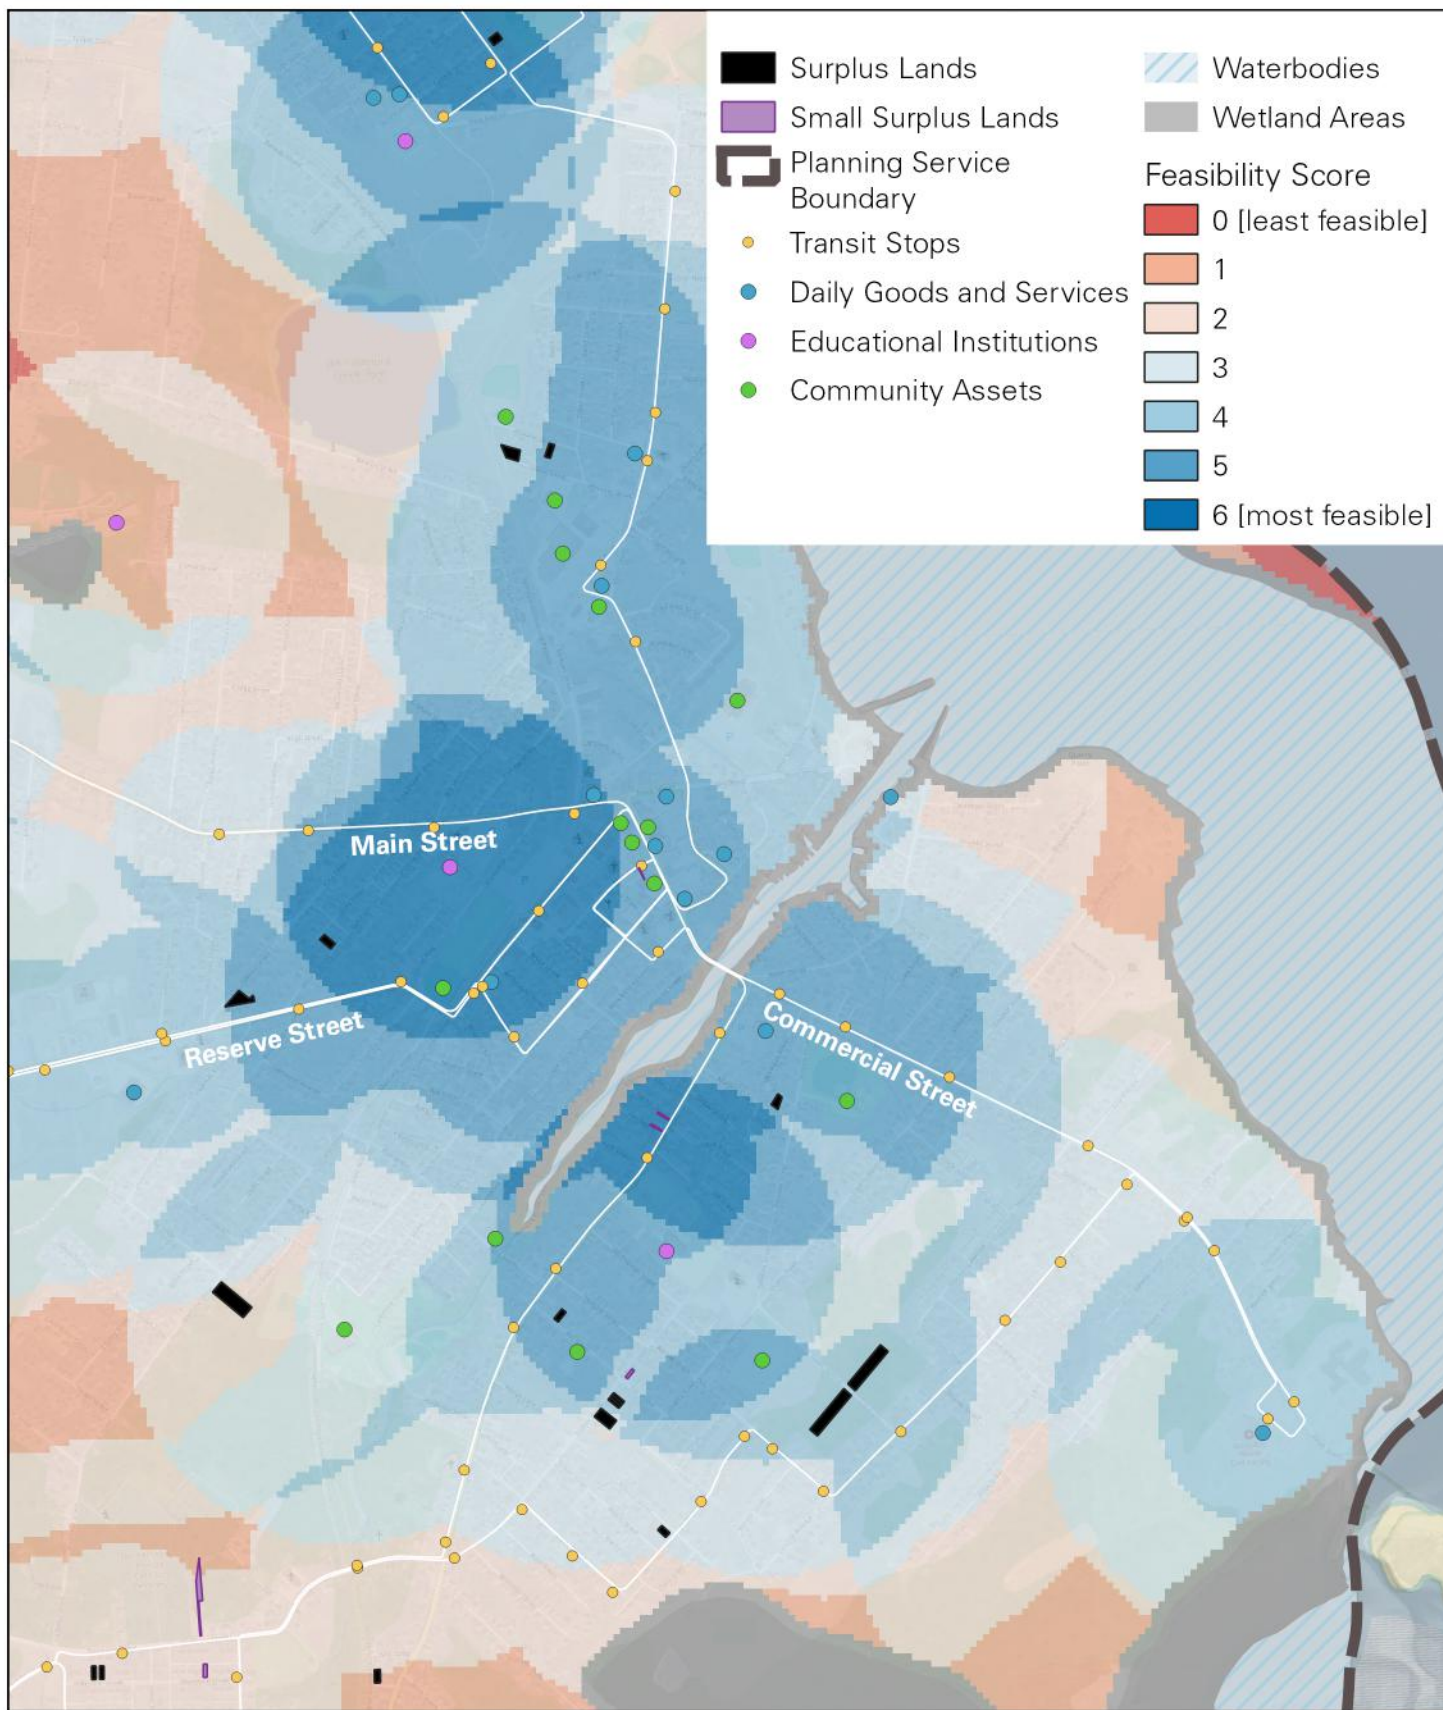 Surplus Lands
Small Surplus Lands
Planning Service
Boundary
Transit Stops
Daily Goods and Services
Educational Institutions
Community Assets
Waterbodies
Wetland Areas
Feasibility Score
0 [least feasible]
1
2
3
4
5
6 [most feasible]
Main Street
Reserve Street
Commercial Street